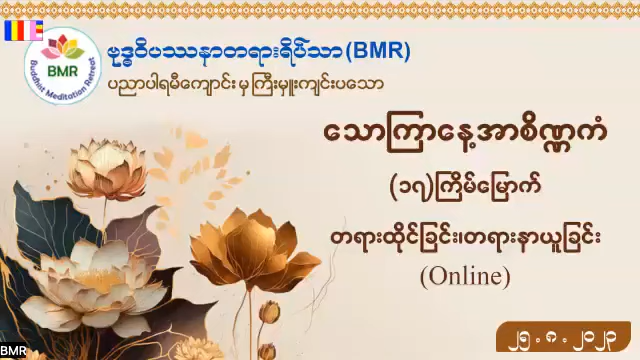 ဗုဒ္ဓဝိပဿနာတရားရိပ်သာ(BMR)
ပညာပါရမီကျောင်း မှ ကြီးမှူးကျင်းပသော
BMR
Buddhist Meditation Retreat
သောကြာနေ့အာစိဏ္ဏကံ
(၁၇)ကြိမ်မြောက်
တရားထိုင်ခြင်း၊တရားနာယူခြင်း
(Online)
၂၅ . ၈ . ၂၀၂၃
BMR